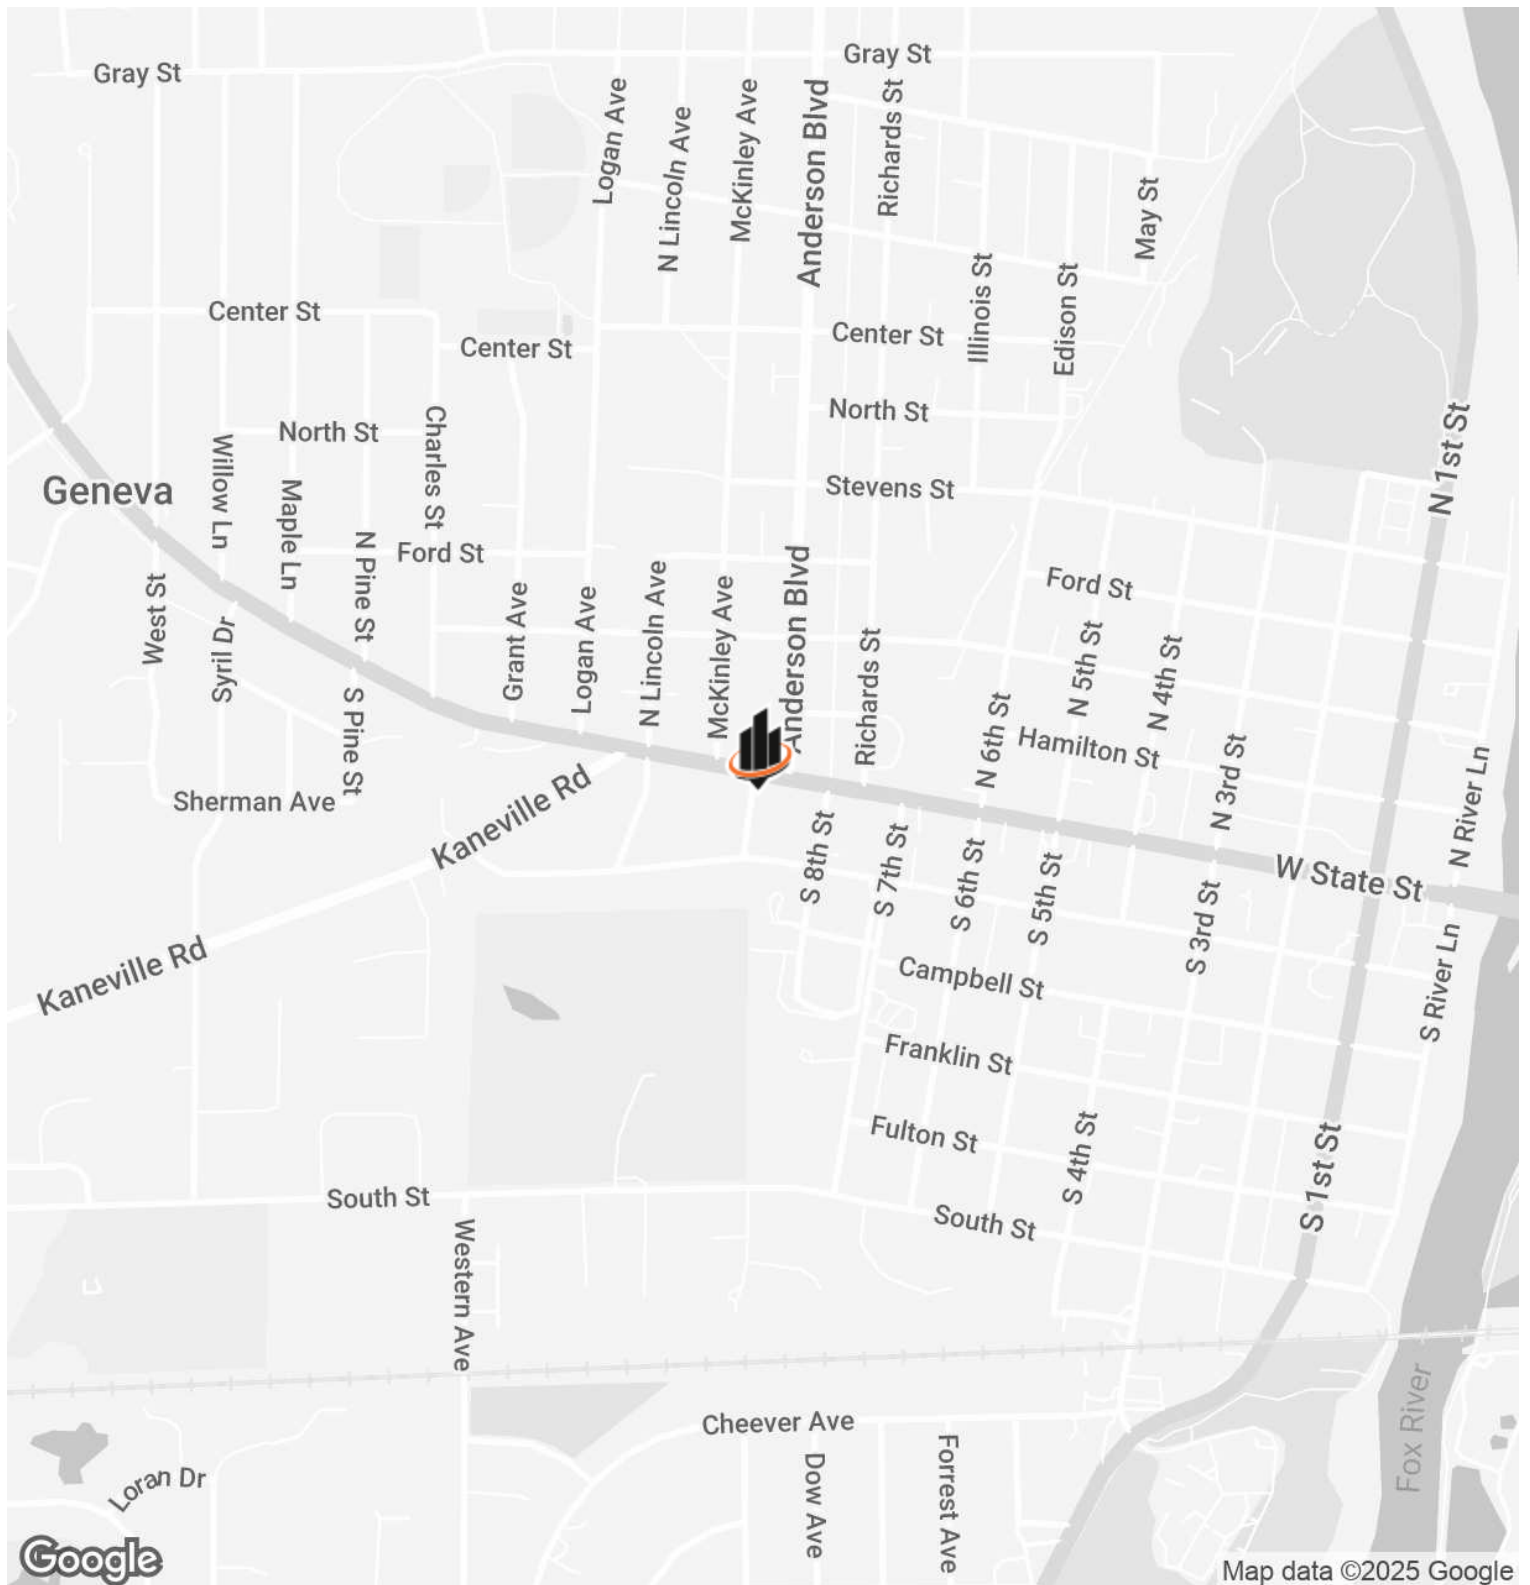 Gray St
Gray St
Logan Ave
N Lincoln Ave
McKinley Ave
Anderson Blvd
Richards St
May St
Illinois St
Edison St
Center St
Center St
Center St
North St
North St
Charles St
N 1st St
Willow Ln
Geneva
Maple Ln
Stevens St
N Pine St
Ford St
Ford St
West St
Syril Dr
Grant Ave
Logan Ave
N Lincoln Ave
McKinley Ave
Anderson Blvd
Richards St
N 5th St
N 4th St
N 6th St
Hamilton St
N 3rd St
N River Ln
S Pine St
Sherman Ave
Kaneville Rd
S 8th St
S 7th St
S 6th St
S 5th St
S 3rd St
W State St
Kaneville Rd
Campbell St
S River Ln
Franklin St
Fulton St
S 4th St
S 1st St
South St
South St
Western Ave
Cheever Ave
Fox River
Loran Dr
Dow Ave
Forrest Ave
Google
Map data ©2025 Google